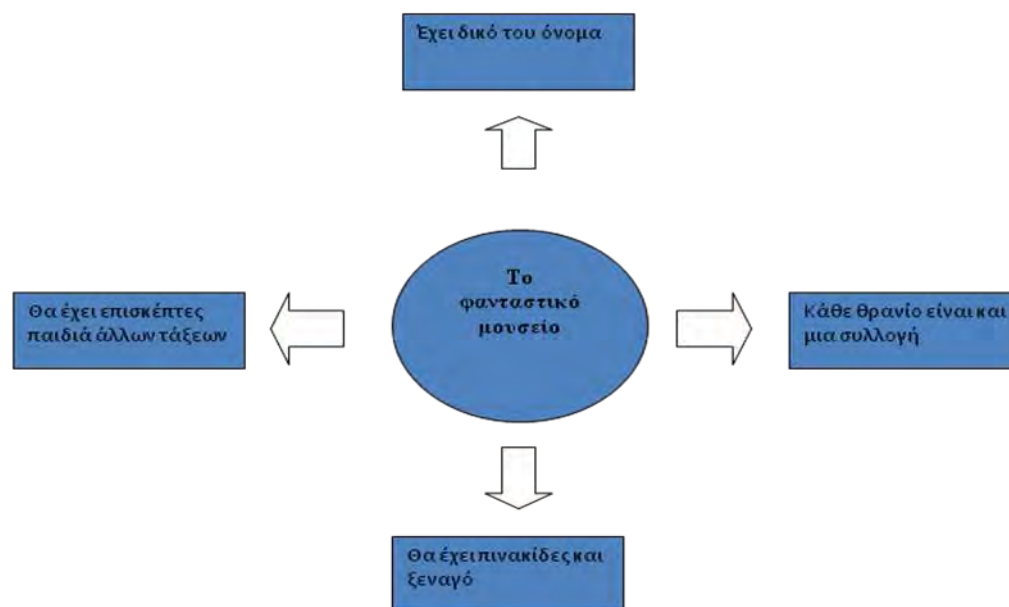 Έχει δικό του όνομα
Το
φανταστικό
μουσείο
Θα έχει επισκέπτες
παιδιά άλλων τάξεων
Κάθε θρανίο είναι και
μια συλλογή
Θα έχει πινακίδες και
ξεναγό